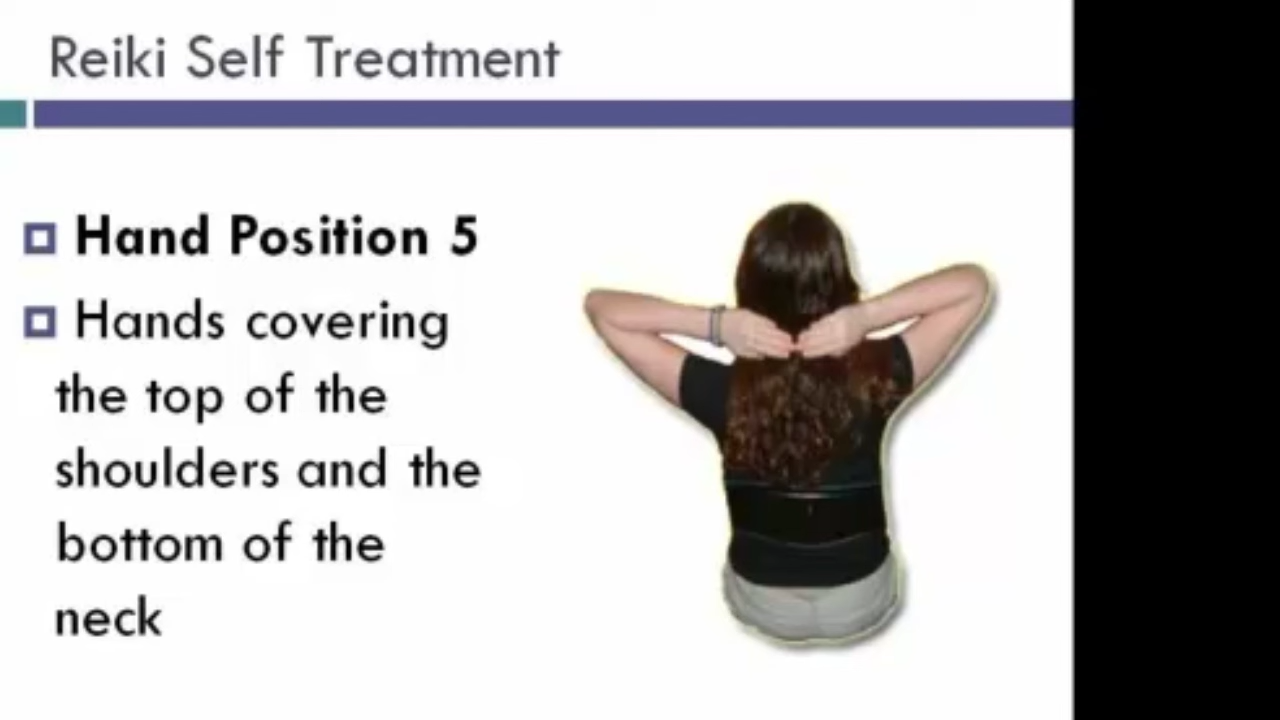 Reiki Self Treatment
Hand Position 5
Hands covering
the top of the
shoulders and the
bottom of the
neck